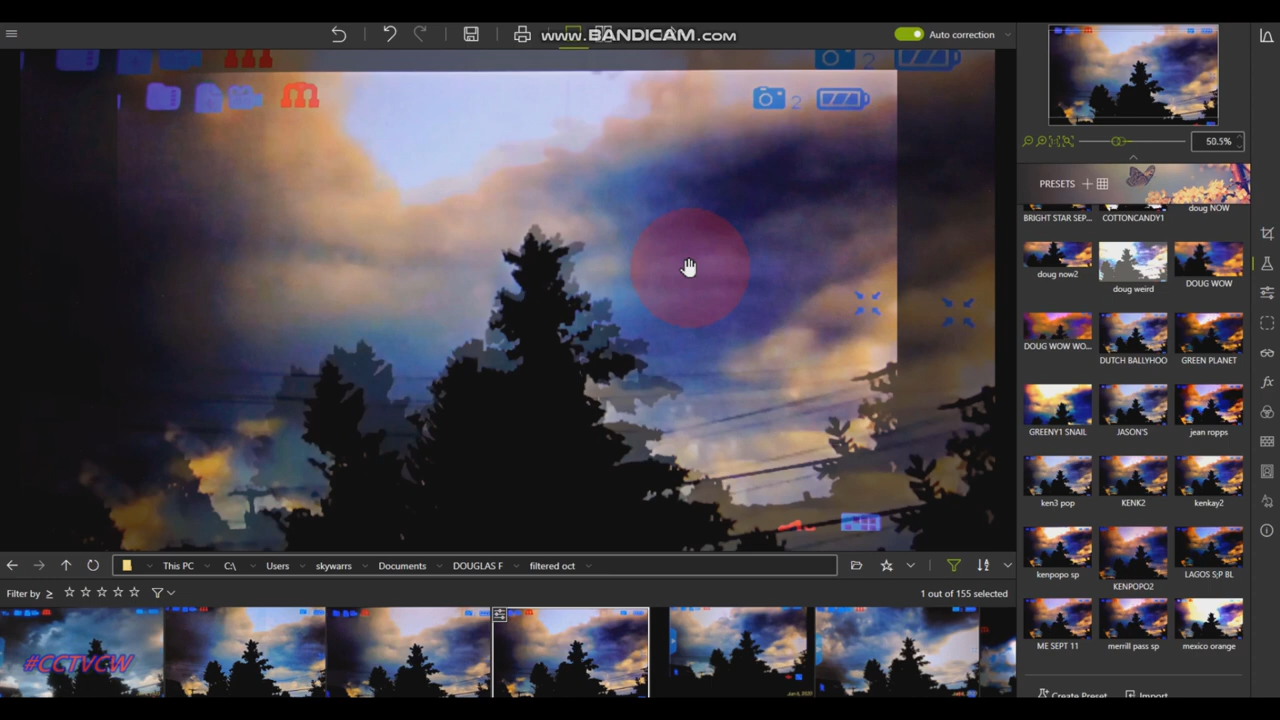 www.BANDICAM.com
Auto correction
2
2
50.5%
PRESETS
BRIGHT STAR SEP...
COTTONCANDY1
doug NOW
doug now2
doug weird
DOUG WOW
DOUG WOW WO...
DUTCH BALLYHOO
GREEN PLANET
GREENY1 SNAIL
JASON'S
jean ropps
ken3 pop
KENK2
kenkay2
kenpopo sp
KENPOPO2
LAGOS S;P BL
ME SEPT 11
merrill pass sp
mexico orange
Create Preset
Import
This PC
C:\
Users
skywarrs
Documents
DOUGLAS F
filtered oct
Filter by ≥
1 out of 155 selected
#CCTVCW